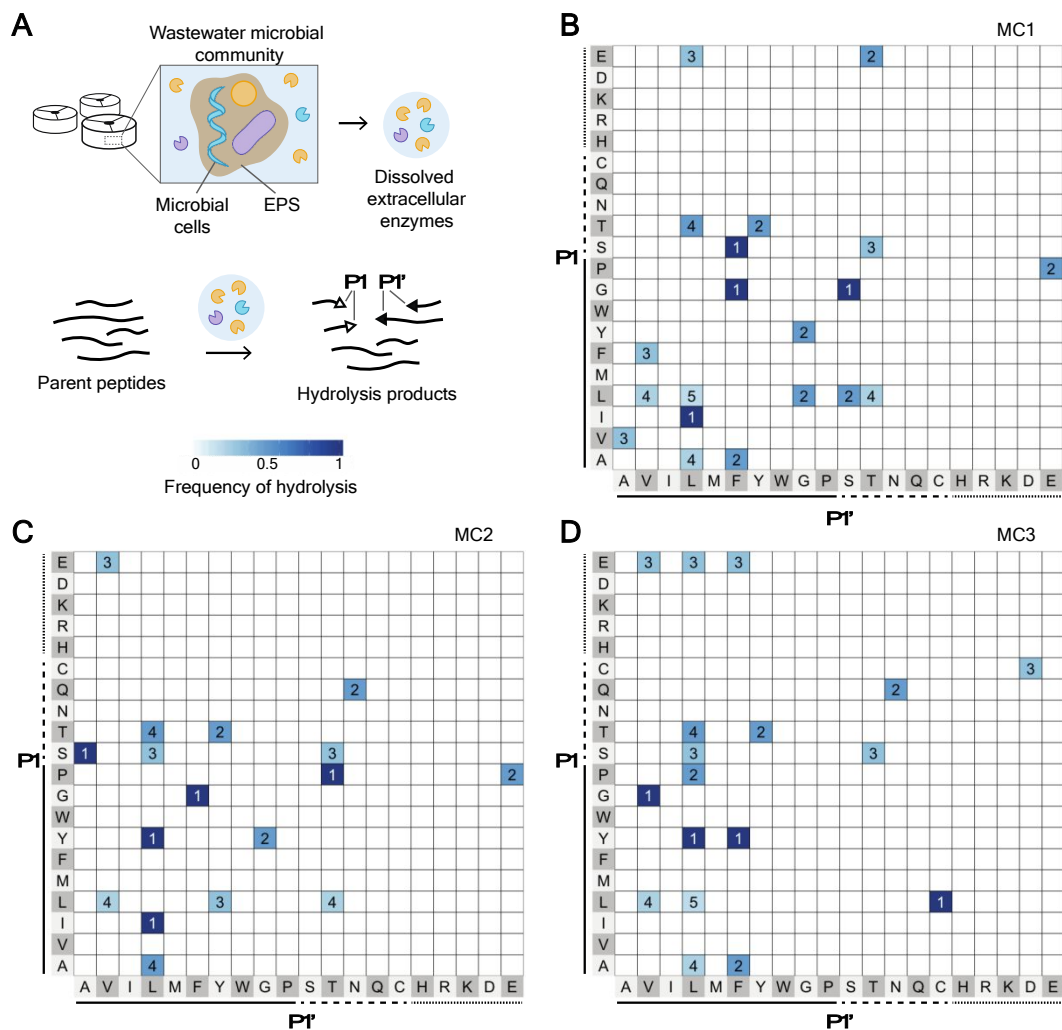 A
Wastewater microbial
community
Microbial
cells
EPS
Dissolved
extracellular
enzymes
P1 P1'
Parent peptides
Hydrolysis products
0 0.5 1
Frequency of hydrolysis
B
MC1
E 3 2
D
K
R
H
C
Q
N
T 4 2
S 1 3
P 2
G 1 1
W
Y 2
F 3
M
L 4 5 2 2 4
I 1
V 3
A 4 2
P1
A V I L M F Y W G P S T N Q C H R K D E
P1'
C
MC2
E 3
D
K
R
H
C
Q 2
N
T 4 2
S 1 3 3
P 1 2
G 1
W
Y 1 2
F
M
L 4 3 4
I 1
V
A 4
P1
A V I L M F Y W G P S T N Q C H R K D E
P1'
D
MC3
E 3 3 3
D
K
R
H
C 3
Q 2
N
T 4 2
S 3 3
P 2
G 1
W
Y 1 1
F
M
L 4 5 1
I
V
A 4 2
P1
A V I L M F Y W G P S T N Q C H R K D E
P1'